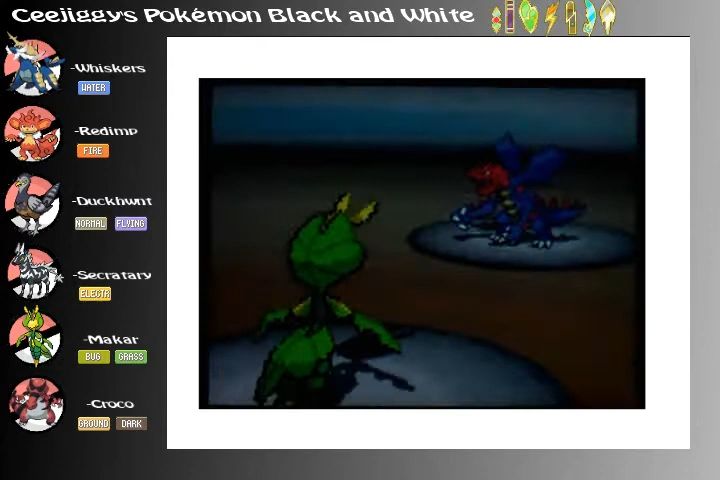 Ceejiggy's Pokémon Black and White
-Whiskers
WATER
-Redimp
FIRE
-Duckhunt
NORMAL FLYING
-Secratary
ELECTR
-Makar
BUG GRASS
-Croco
GROUND DARK